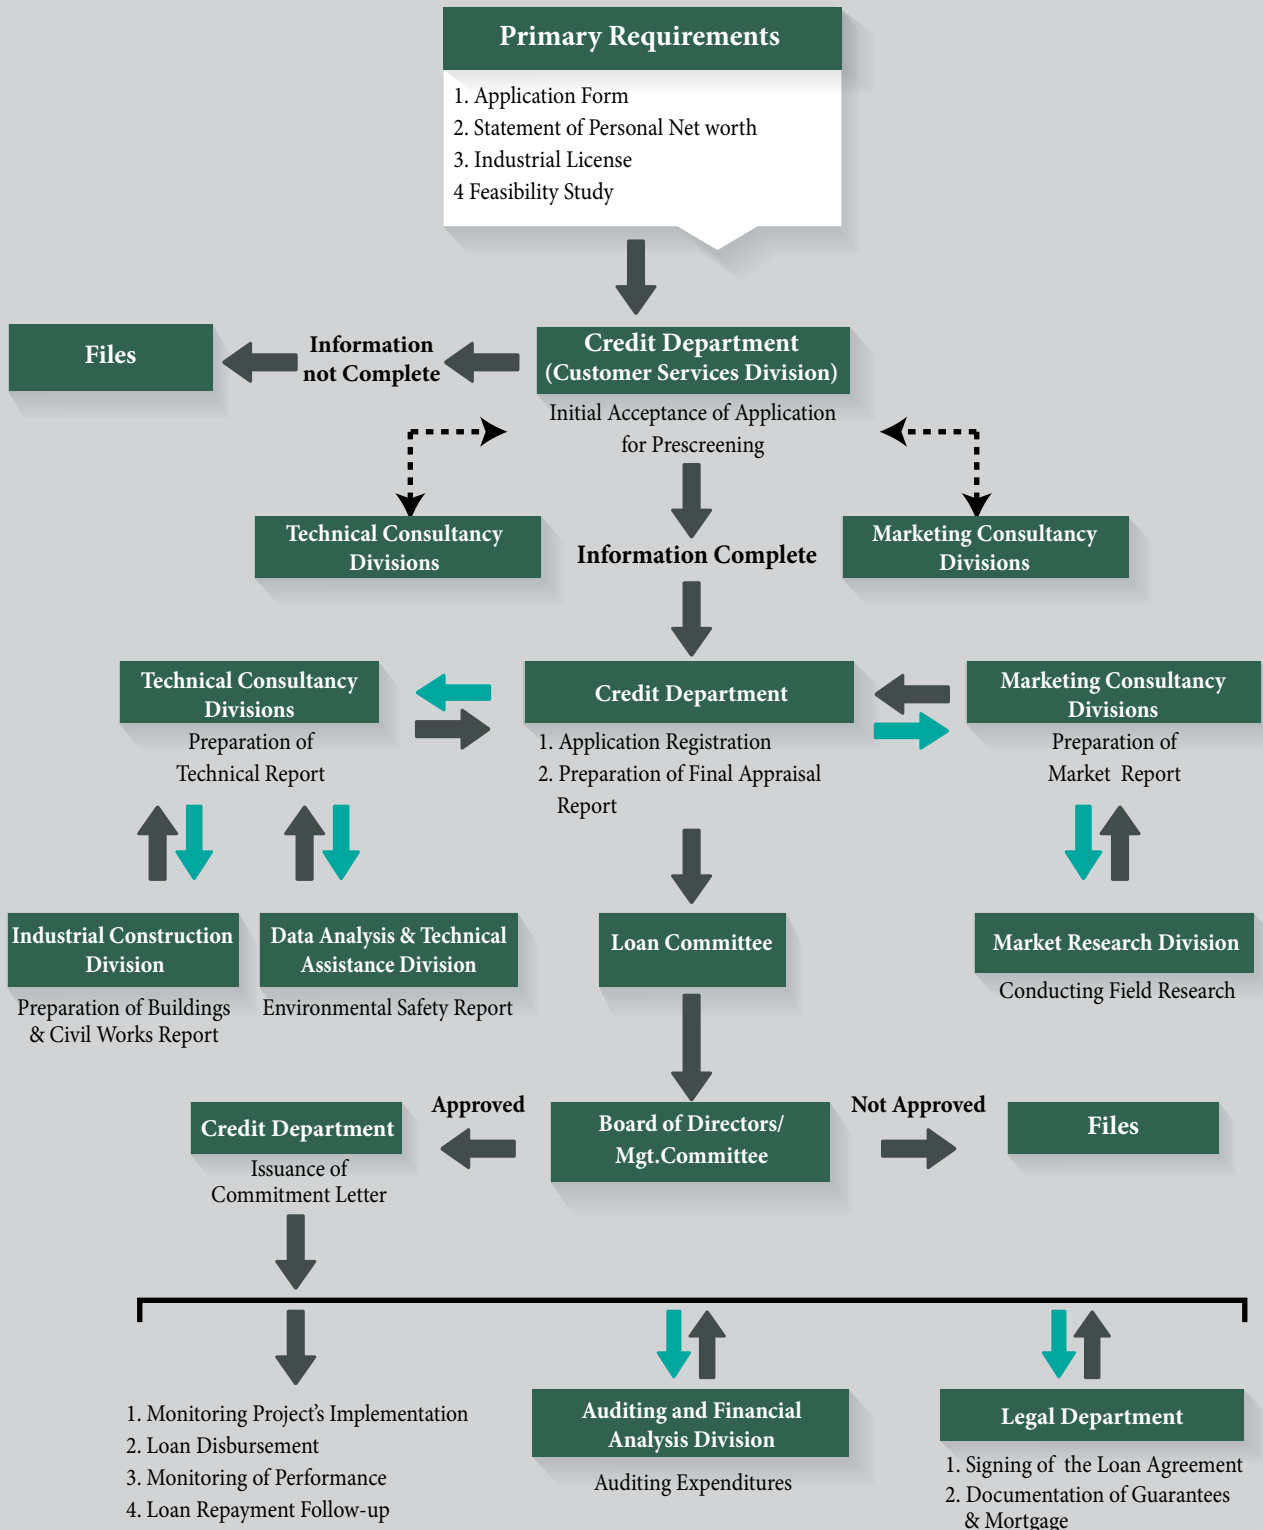 Primary Requirements
1. Application Form
2. Statement of Personal Net worth
3. Industrial License
4 Feasibility Study
Files
Information
not Complete
Credit Department
(Customer Services Division)
Initial Acceptance of Application
for Prescreening
Technical Consultancy
Divisions
Information Complete
Marketing Consultancy
Divisions
Technical Consultancy
Divisions
Preparation of
Technical Report
Credit Department
1. Application Registration
2. Preparation of Final Appraisal
Report
Marketing Consultancy
Divisions
Preparation of
Market Report
Industrial Construction
Division
Preparation of Buildings
& Civil Works Report
Data Analysis & Technical
Assistance Division
Environmental Safety Report
Loan Committee
Market Research Division
Conducting Field Research
Credit Department
Issuance of
Commitment Letter
Approved
Board of Directors/
Mgt.Committee
Not Approved
Files
1. Monitoring Project's Implementation
2. Loan Disbursement
3. Monitoring of Performance
4. Loan Repayment Follow-up
Auditing and Financial
Analysis Division
Auditing Expenditures
Legal Department
1. Signing of the Loan Agreement
2. Documentation of Guarantees
& Mortgage